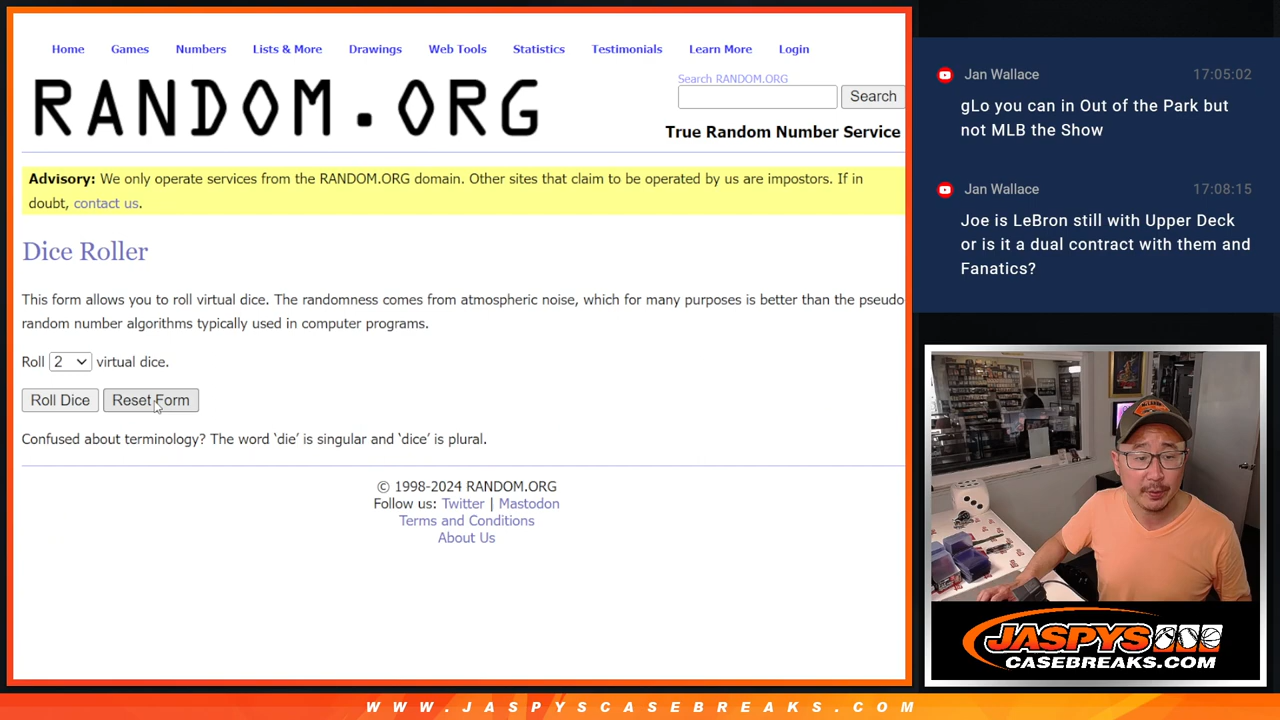 Home Games Numbers Lists & More Drawings Web Tools Statistics Testimonials Learn More Login
RANDOM.ORG
Search RANDOM.ORG
Search
True Random Number Service
Advisory: We only operate services from the RANDOM.ORG domain. Other sites that claim to be operated by us are impostors. If in
doubt, contact us.
Dice Roller
This form allows you to roll virtual dice. The randomness comes from atmospheric noise, which for many purposes is better than the pseudo
random number algorithms typically used in computer programs.
Roll 2 virtual dice.
Roll Dice Reset Form
Confused about terminology? The word ‘die’ is singular and ‘dice’ is plural.
© 1998-2024 RANDOM.ORG
Follow us: Twitter | Mastodon
Terms and Conditions
About Us
Jan Wallace 17:05:02
gLo you can in Out of the Park but
not MLB the Show
Jan Wallace 17:08:15
Joe is LeBron still with Upper Deck
or is it a dual contract with them and
Fanatics?
JASPYS
CASEBREAKS.COM
WWW.JASPYSCASEBREAKS.COM